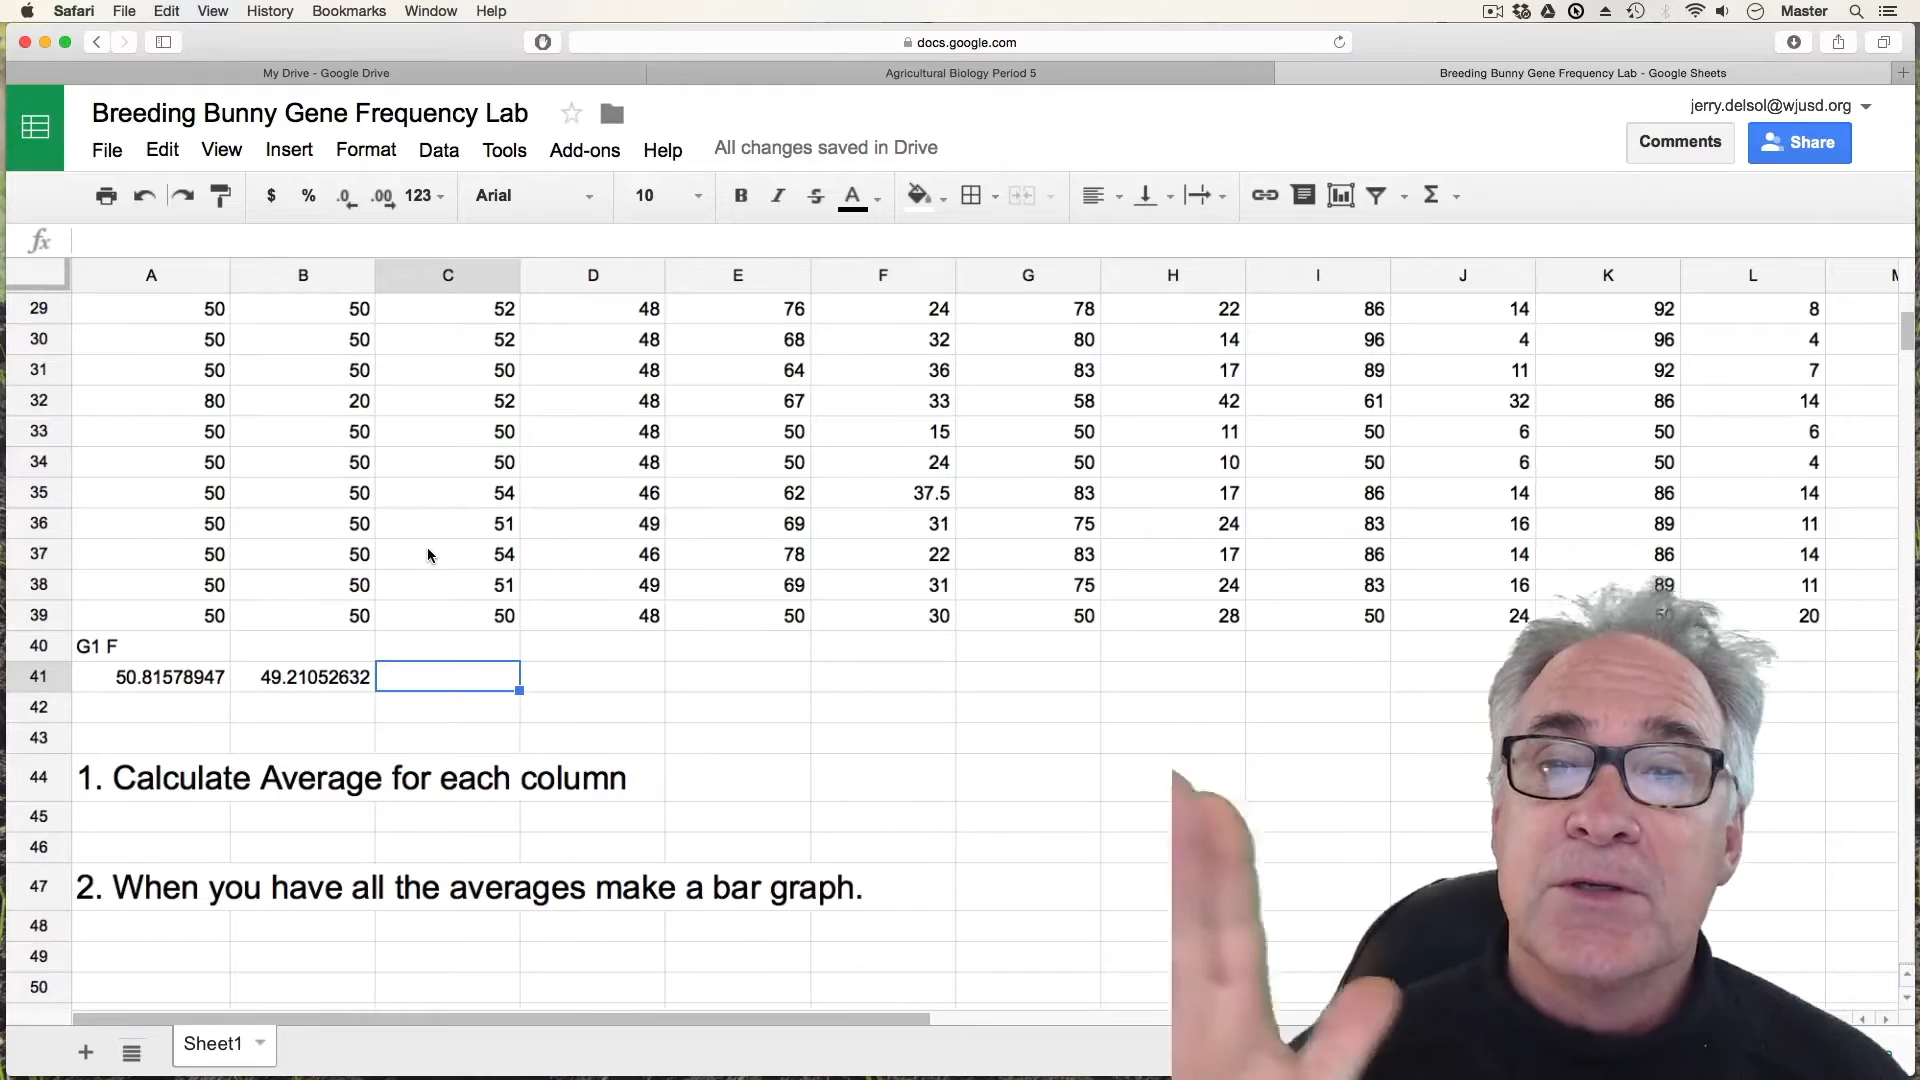 Safari File Edit View History Bookmarks Window Help Master
docs.google.com
My Drive - Google Drive Agricultural Biology Period 5 Breeding Bunny Gene Frequency Lab - Google Sheets
Breeding Bunny Gene Frequency Lab jerry.delsol@wjusd.org
File Edit View Insert Format Data Tools Add-ons Help All changes saved in Drive Comments Share
$ % .0 .00 123 Arial 10 B I S A Σ
fx
A B C D E F G H I J K L
29 50 50 52 48 76 24 78 22 86 14 92 8
30 50 50 52 48 68 32 80 14 96 4 96 4
31 50 50 50 48 64 36 83 17 89 11 92 7
32 80 20 52 48 67 33 58 42 61 32 86 14
33 50 50 50 48 50 15 50 11 50 6 50 6
34 50 50 50 48 50 24 50 10 50 6 50 4
35 50 50 54 46 62 37.5 83 17 86 14 86 14
36 50 50 51 49 69 31 75 24 83 16 89 11
37 50 50 54 46 78 22 83 17 86 14 86 14
38 50 50 51 49 69 31 75 24 83 16 89 11
39 50 50 50 48 50 30 50 28 50 24 50 20
40 G1 F
41 50.81578947 49.21052632
42
43
44 1. Calculate Average for each column
45
46
47 2. When you have all the averages make a bar graph.
48
49
50
Sheet1